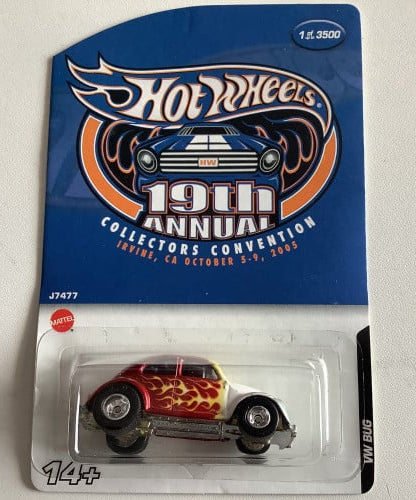 1 of 3500
HOT WHEELS®
HW
19th
ANNUAL
COLLECTORS CONVENTION
IRVINE, CA OCTOBER 5-9, 2005
J7477
MATTEL
VW BUG
14+